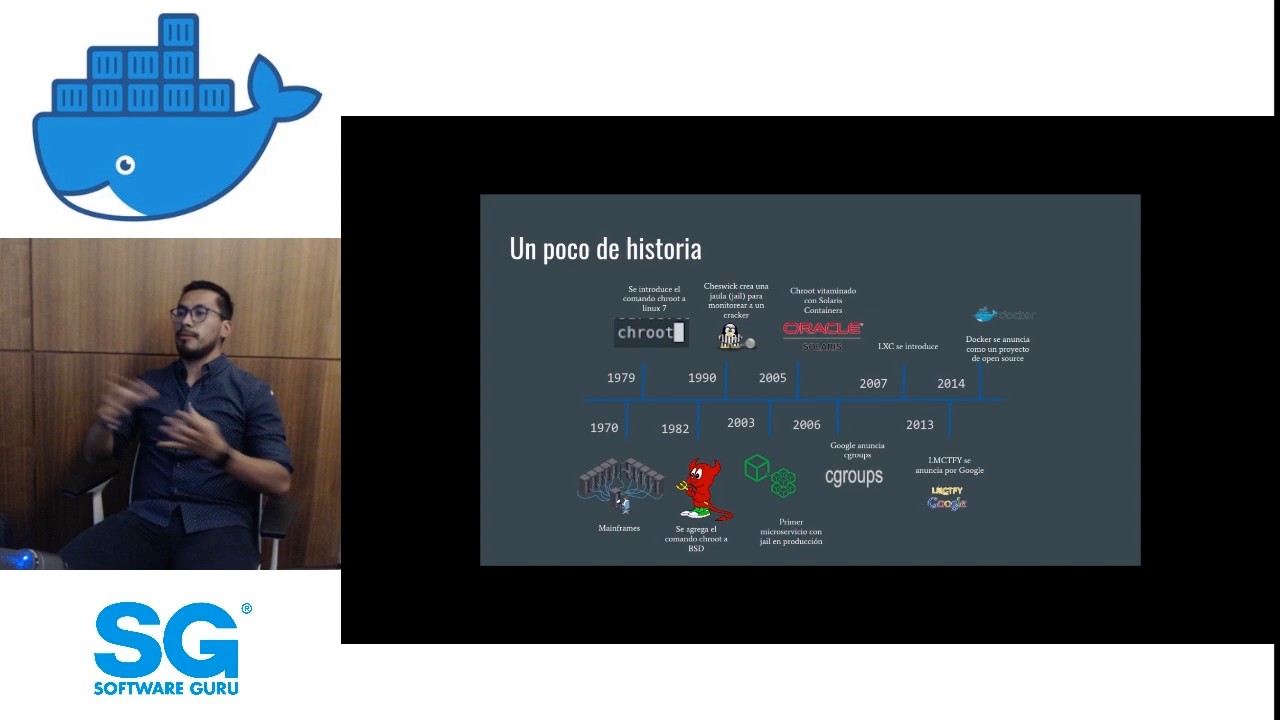 Un poco de historia
Se introduce el
comando chroot a
linux 7
chroot
Cheswick crea una
jaula (jail) para
monitorear a un
cracker
Chroot vitaminado
con Solaris
Containers
ORACLE
SOLARIS
LXC se introduce
docker
Docker se anuncia
como un proyecto
de open source
1979
1990
2005
2007
2014
1970
1982
2003
2006
2013
Mainframes
Se agrega el
comando chroot a
BSD
Primer
microservicio con
jail en producción
Google anuncia
cgroups
cgroups
LMCTFY se
anuncia por Google
LMCTFY
Google
SG®
SOFTWARE GURU